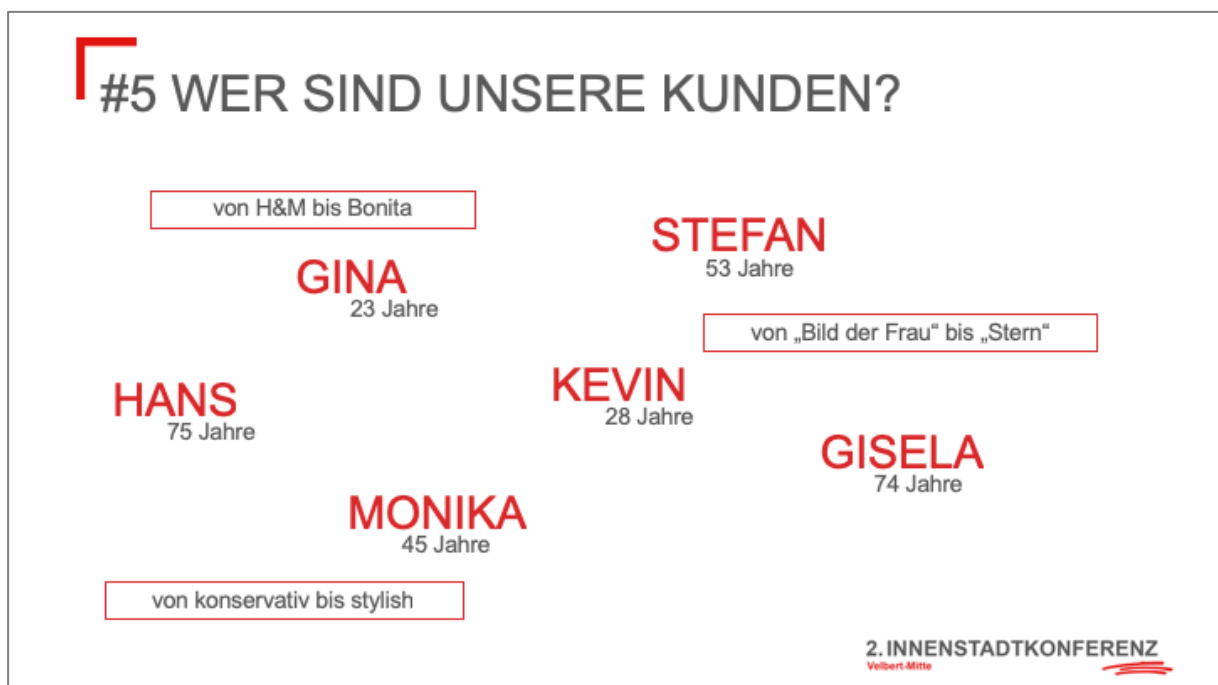 #5 WER SIND UNSERE KUNDEN?
von H&M bis Bonita
STEFAN
53 Jahre
GINA
23 Jahre
von „Bild der Frau“ bis „Stern“
KEVIN
28 Jahre
HANS
75 Jahre
GISELA
74 Jahre
MONIKA
45 Jahre
von konservativ bis stylish
2. INNENSTADTKONFERENZ
Velbert-Mitte